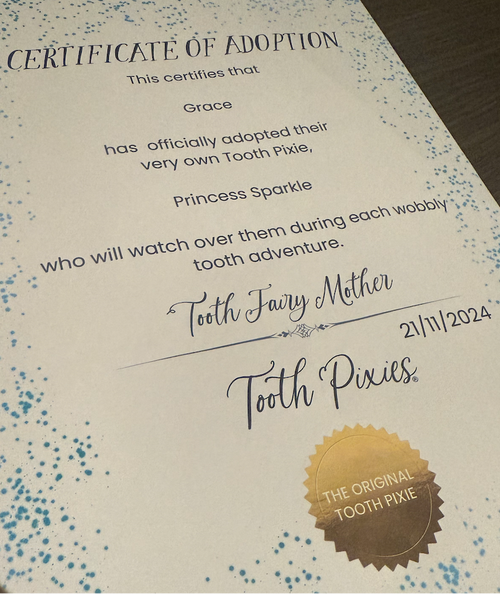 CERTIFICATE OF ADOPTION
This certifies that
Grace
has officially adopted their
very own Tooth Pixie,
Princess Sparkle
who will watch over them during each wobbly
tooth adventure.
Tooth Fairy Mother
21/11/2024
Tooth Pixies®
THE ORIGINAL
TOOTH PIXIE